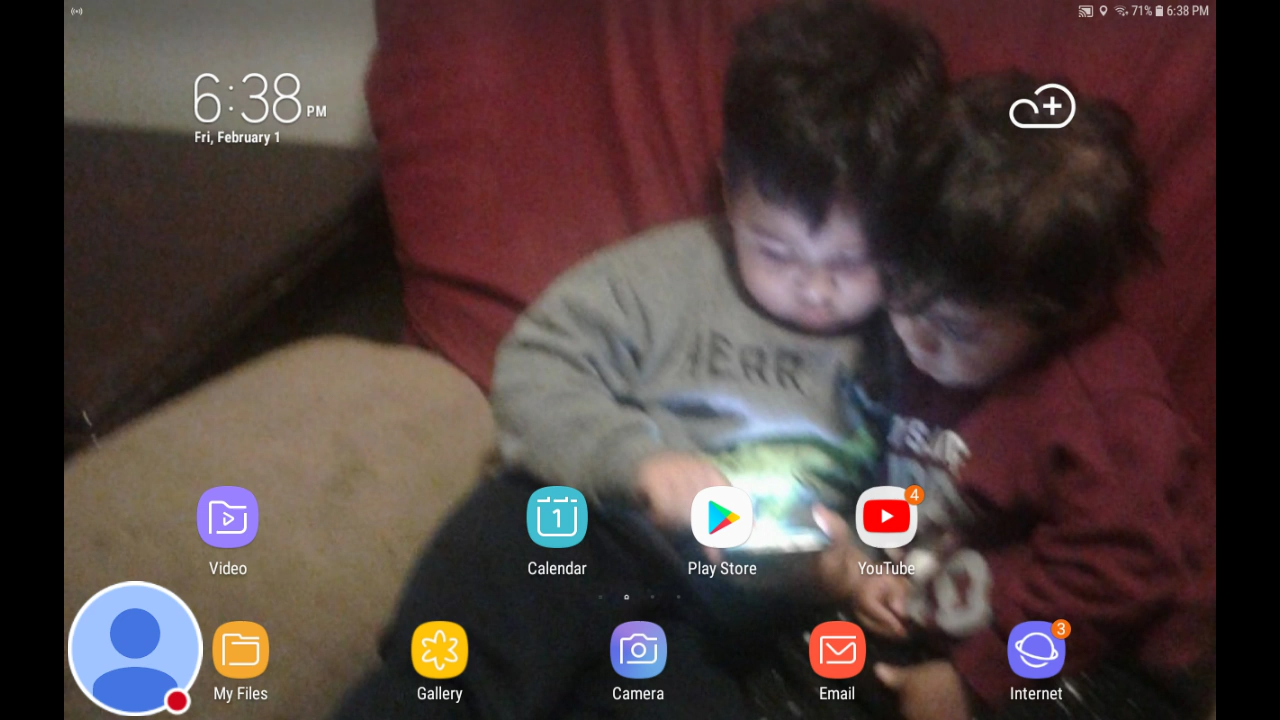 71% 6:38 PM
6:38 PM
Fri, February 1
HERR
1
4
Video
Calendar
Play Store
YouTube
3
My Files
Gallery
Camera
Email
Internet